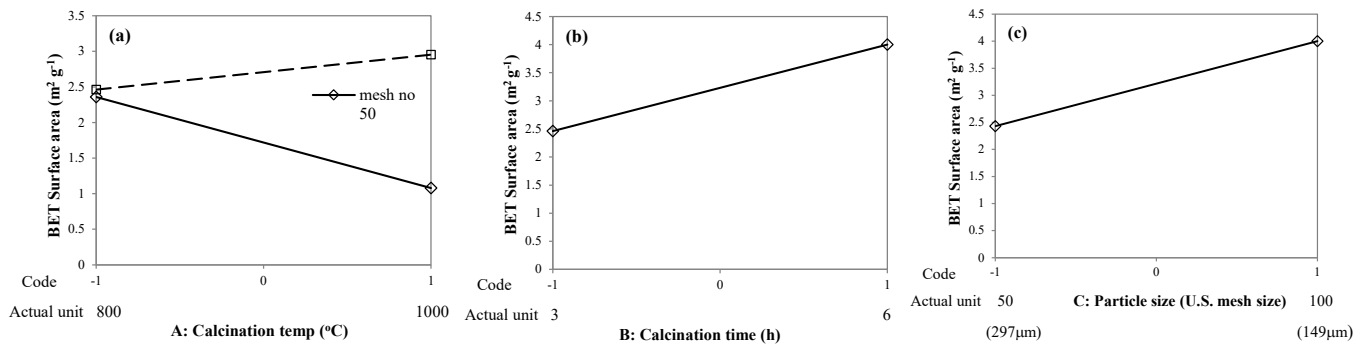 (a)
BET Surface area (m² g⁻¹)
3.5
3
2.5
2
1.5
1
0.5
0
mesh no
50
Code
-1
0
1
Actual unit
800
1000
A: Calcination temp (°C)
(b)
BET Surface area (m² g⁻¹)
4.5
4
3.5
3
2.5
2
1.5
1
0.5
0
-1
0
1
Code
Actual unit
3
6
B: Calcination time (h)
(c)
BET Surface area (m² g⁻¹)
4.5
4
3.5
3
2.5
2
1.5
1
0.5
0
Code
-1
0
1
Actual unit
50
C: Particle size (U.S. mesh size)
100
(297μm)
(149μm)